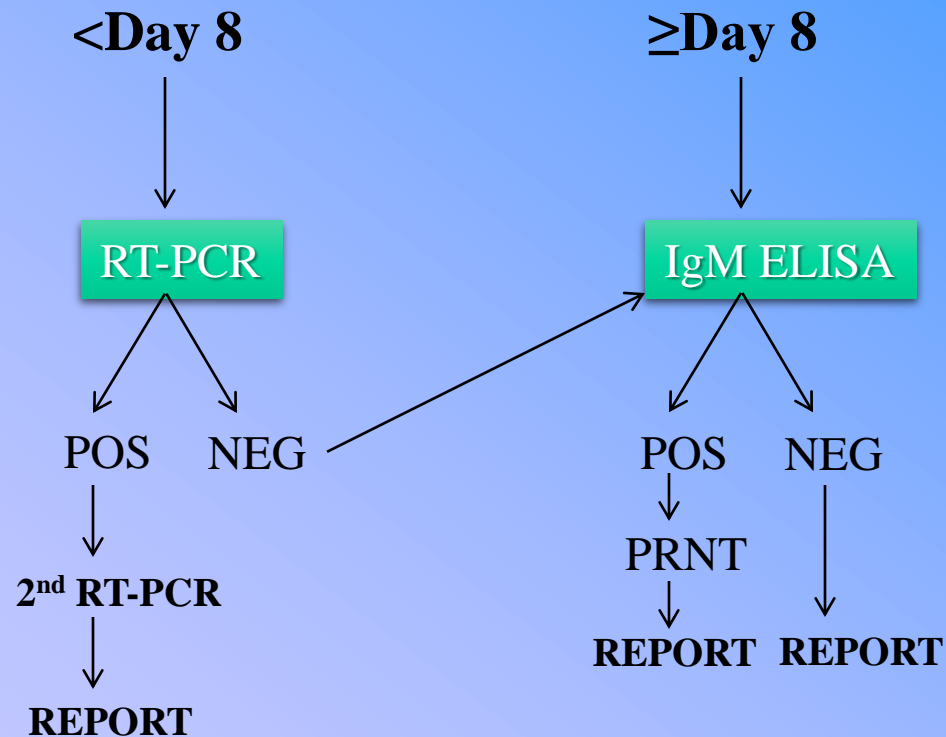 <Day 8
≥Day 8
RT-PCR
IgM ELISA
POS
NEG
POS
NEG
PRNT
2nd RT-PCR
REPORT
REPORT
REPORT